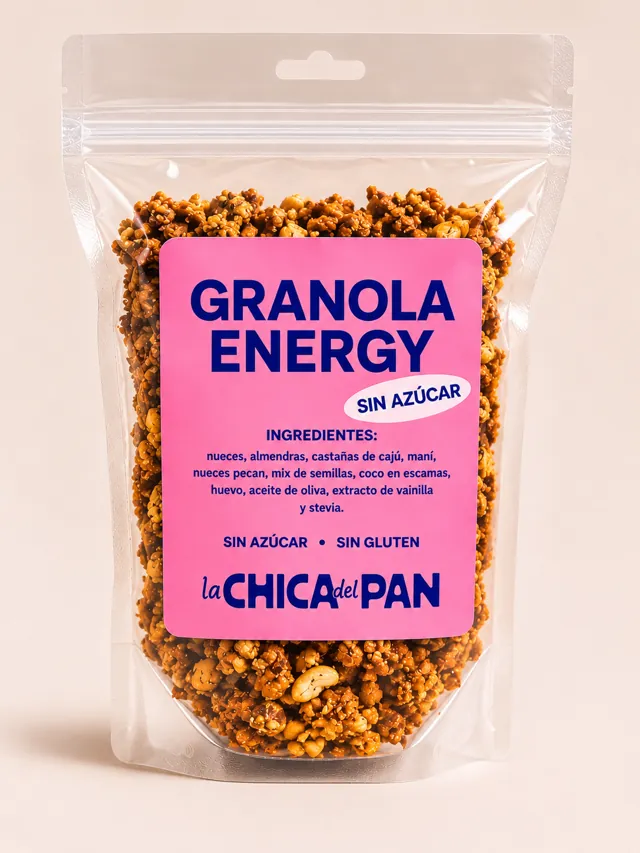 GRANOLA
ENERGY
SIN AZÚCAR
INGREDIENTES:
nueces, almendras, castañas de cajú, maní,
nueces pecan, mix de semillas, coco en escamas,
huevo, aceite de oliva, extracto de vainilla
y stevia.
SIN AZÚCAR • SIN GLUTEN
la CHICA del PAN